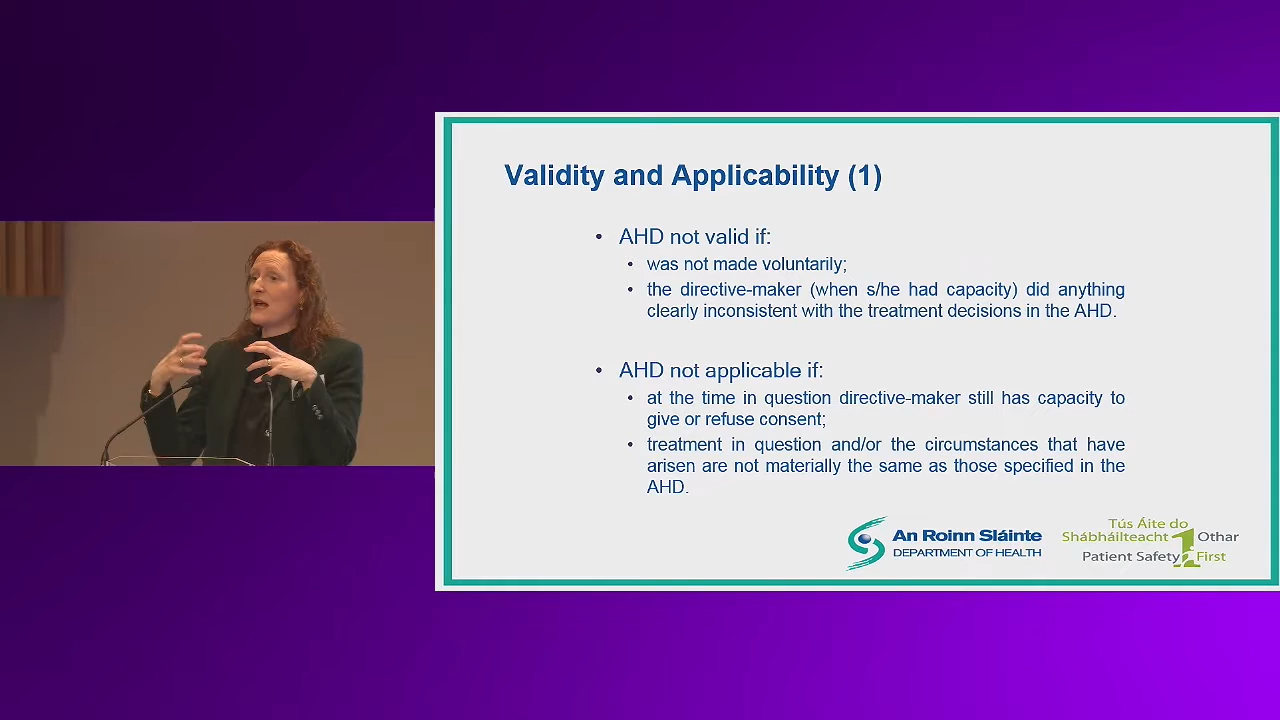 Validity and Applicability (1)
• AHD not valid if:
• was not made voluntarily;
• the directive-maker (when s/he had capacity) did anything
clearly inconsistent with the treatment decisions in the AHD.
• AHD not applicable if:
• at the time in question directive-maker still has capacity to
give or refuse consent;
• treatment in question and/or the circumstances that have
arisen are not materially the same as those specified in the
AHD.
An Roinn Sláinte
DEPARTMENT OF HEALTH
Tús Áite do
Shábháilteacht 1 Othar
Patient Safety First